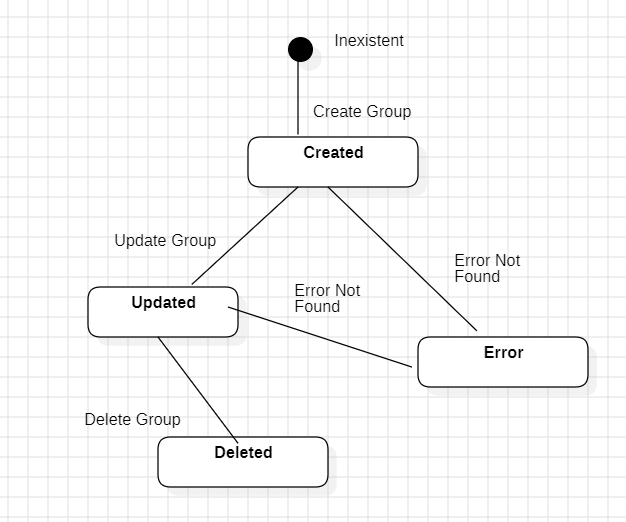 Inexistent
Create Group
Created
Update Group
Error Not
Found
Error Not
Found
Updated
Error
Delete Group
Deleted